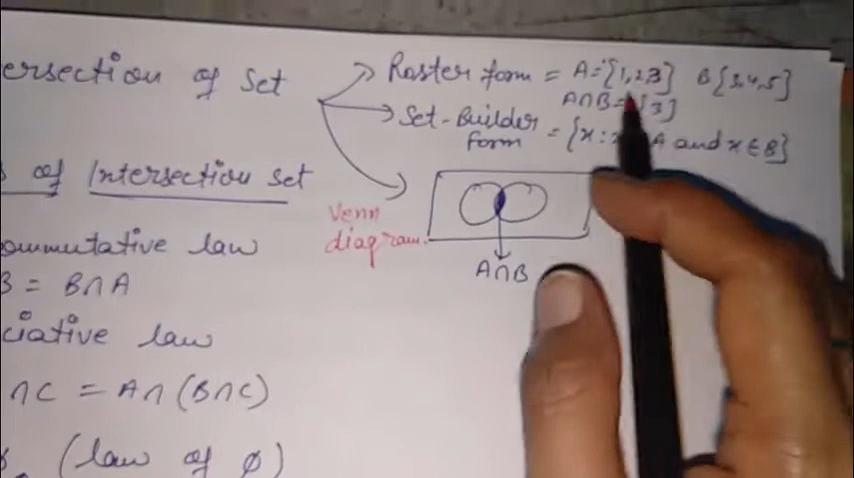 ersection of Set
Roster form = A={1,2,3} B{3,4,5}
A∩B={3}
Set-Builder form = {x: x A and x ∈ B}
of Intersection set
Venn diagram.
A∩B
ommutative law
B = B∩A
ciative law
∩C = A∩(B∩C)
(law of ϕ)